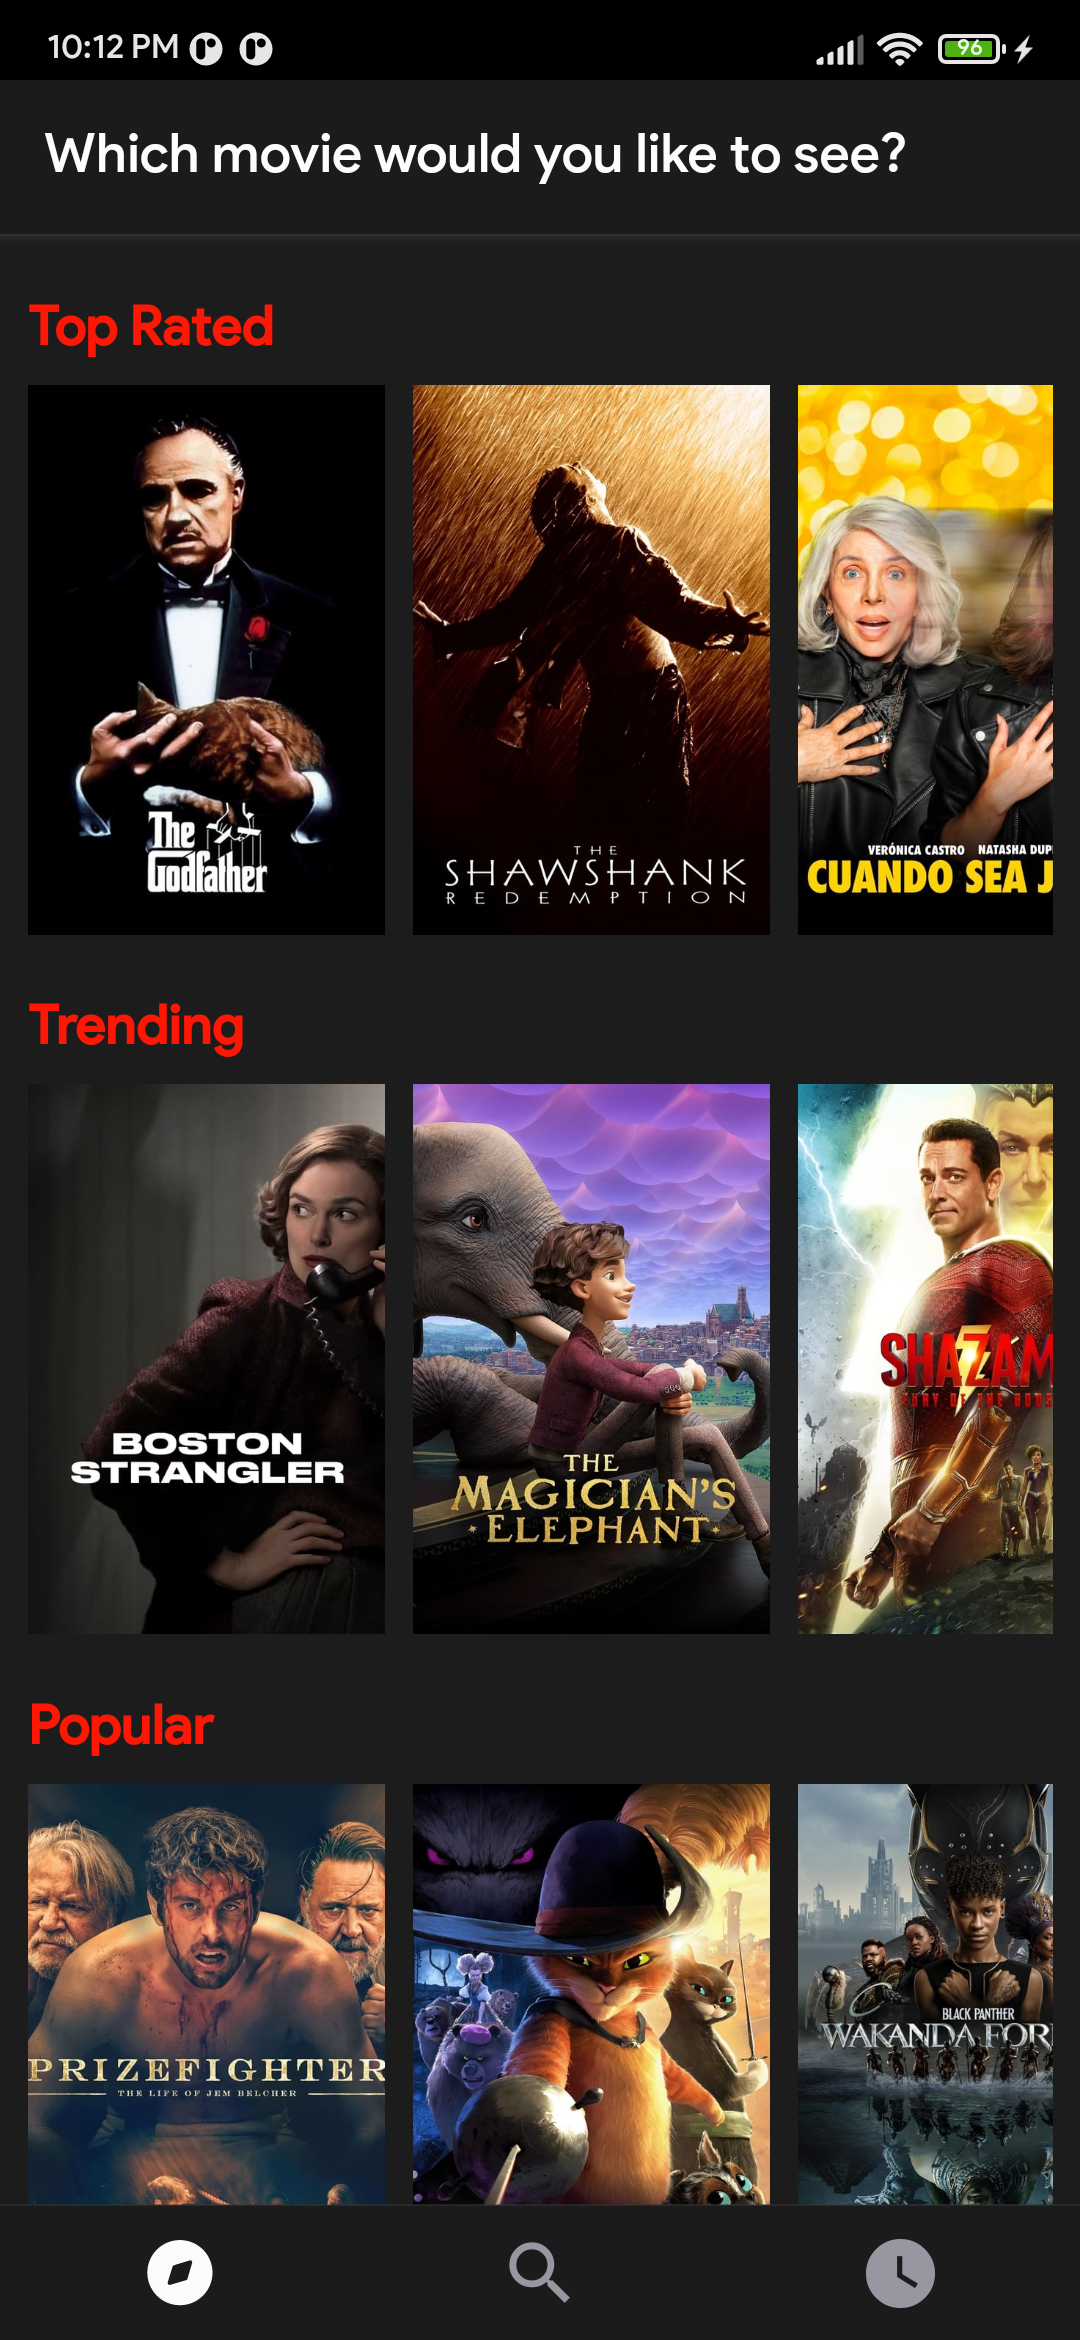 10:12 PM
96
Which movie would you like to see?
Top Rated
The
Godfather
THE
SHAWSHANK
REDEMPTION
VERÓNICA CASTRO NATASHA DUP
CUANDO SEA J
Trending
BOSTON
STRANGLER
THE
MAGICIAN'S
ELEPHANT
SHAZAM
FURY OF THE GODS
Popular
PRIZEFIGHTER
THE LIFE OF JEM BELCHER
BLACK PANTHER
WAKANDA FOR